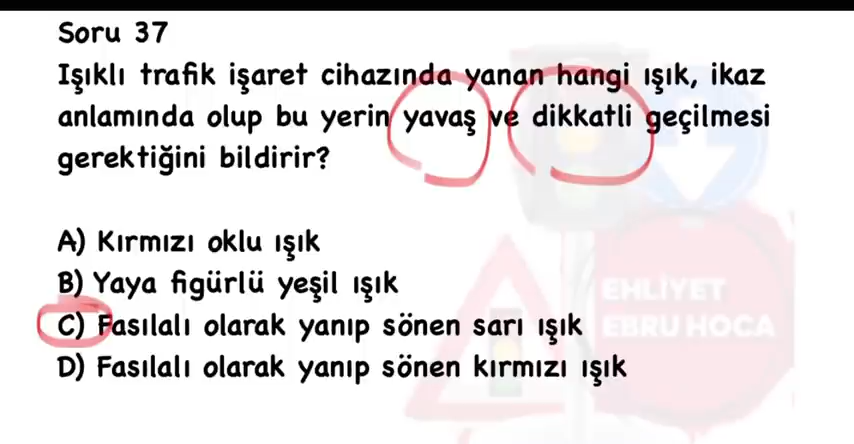 Soru 37
Işıklı trafik işaret cihazında yanan hangi ışık, ikaz
anlamında olup bu yerin yavaş ve dikkatli geçilmesi
gerektiğini bildirir?
A) Kırmızı oklu ışık
B) Yaya figürlü yeşil ışık
C) Fasılalı olarak yanıp sönen sarı ışık
D) Fasılalı olarak yanıp sönen kırmızı ışık
EHLİYET
EBRU HOCA